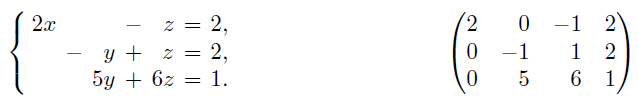 2x − z = 2,
− y + z = 2,
5y + 6z = 1.
2 0 −1 2
0 −1 1 2
0 5 6 1